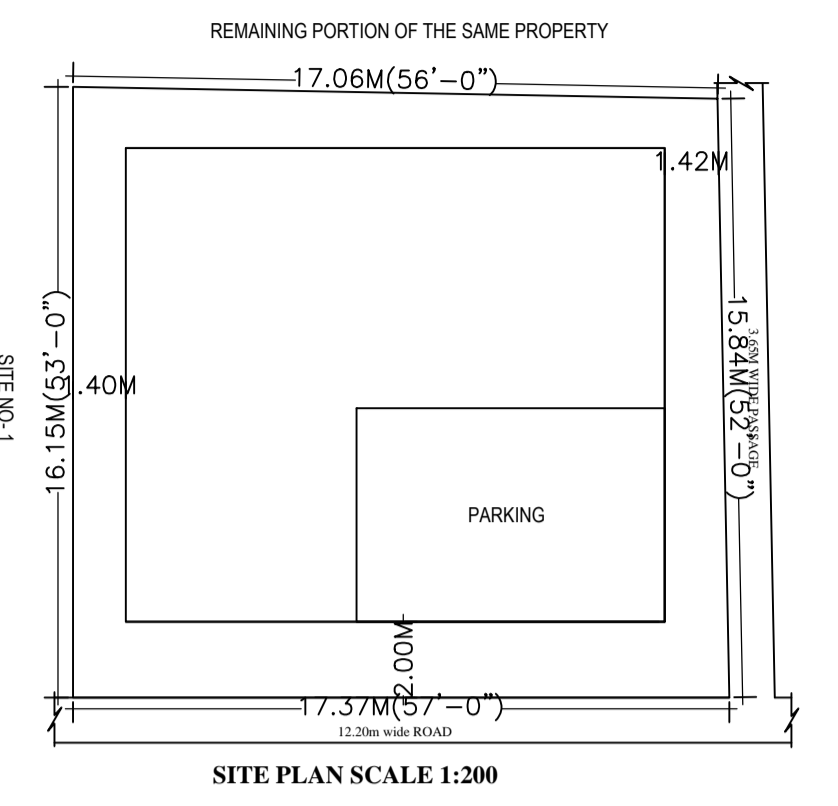 REMAINING PORTION OF THE SAME PROPERTY
17.06M(56'-0")
1.42M
16.15M(53'-0")
SITE NO-1
1.40M
15.84M(52'-0")
3.65M WIDE PASSAGE
PARKING
2.00M
17.37M(57'-0")
12.20m wide ROAD
SITE PLAN SCALE 1:200